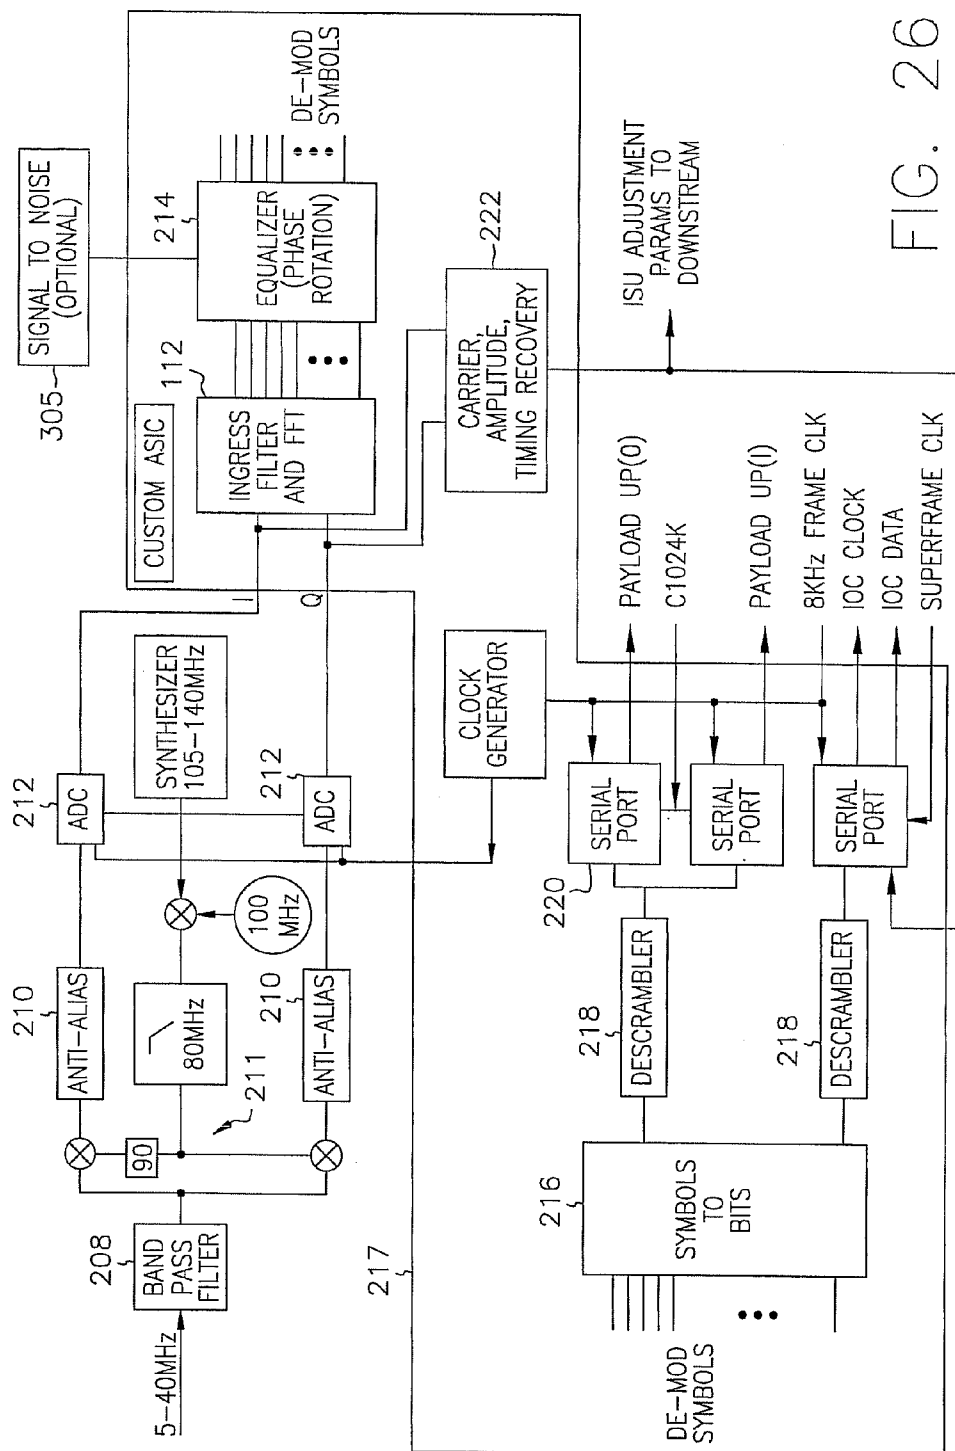 5–40MHz
208
BAND
PASS
FILTER
90
211
210
ANTI–ALIAS
80MHz
210
ANTI–ALIAS
100
MHz
212
ADC
SYNTHESIZER
105–140MHz
212
ADC
I
Q
217
CUSTOM ASIC
112
INGRESS
FILTER
AND FFT
214
EQUALIZER
(PHASE
ROTATION)
305
SIGNAL TO NOISE
(OPTIONAL)
DE–MOD
SYMBOLS
222
CARRIER,
AMPLITUDE,
TIMING RECOVERY
ISU ADJUSTMENT
PARAMS TO
DOWNSTREAM
CLOCK
GENERATOR
DE–MOD
SYMBOLS
216
SYMBOLS
TO
BITS
218
DESCRAMBLER
218
DESCRAMBLER
220
SERIAL
PORT
SERIAL
PORT
SERIAL
PORT
PAYLOAD UP(0)
C1024K
PAYLOAD UP(1)
8KHz FRAME CLK
IOC CLOCK
IOC DATA
SUPERFRAME CLK
FIG. 26